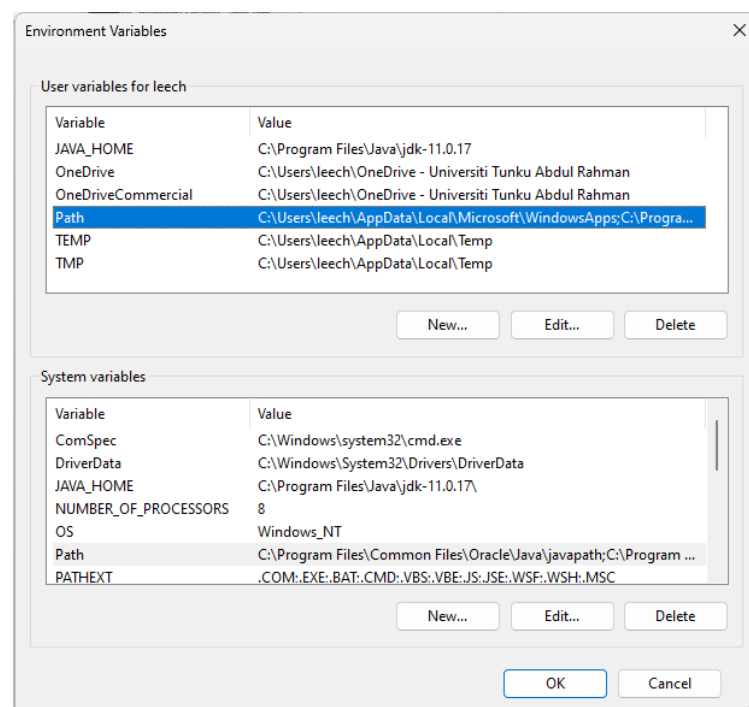 Environment Variables
User variables for leech
Variable Value
JAVA_HOME C:\Program Files\Java\jdk-11.0.17
OneDrive C:\Users\leech\OneDrive - Universiti Tunku Abdul Rahman
OneDriveCommercial C:\Users\leech\OneDrive - Universiti Tunku Abdul Rahman
Path C:\Users\leech\AppData\Local\Microsoft\WindowsApps;C:\Progra...
TEMP C:\Users\leech\AppData\Local\Temp
TMP C:\Users\leech\AppData\Local\Temp
New... Edit... Delete
System variables
Variable Value
ComSpec C:\Windows\system32\cmd.exe
DriverData C:\Windows\System32\Drivers\DriverData
JAVA_HOME C:\Program Files\Java\jdk-11.0.17\
NUMBER_OF_PROCESSORS 8
OS Windows_NT
Path C:\Program Files\Common Files\Oracle\Java\javapath;C:\Program ...
PATHEXT .COM;.EXE;.BAT;.CMD;.VBS;.VBE;.JS;.JSE;.WSF;.WSH;.MSC
New... Edit... Delete
OK Cancel